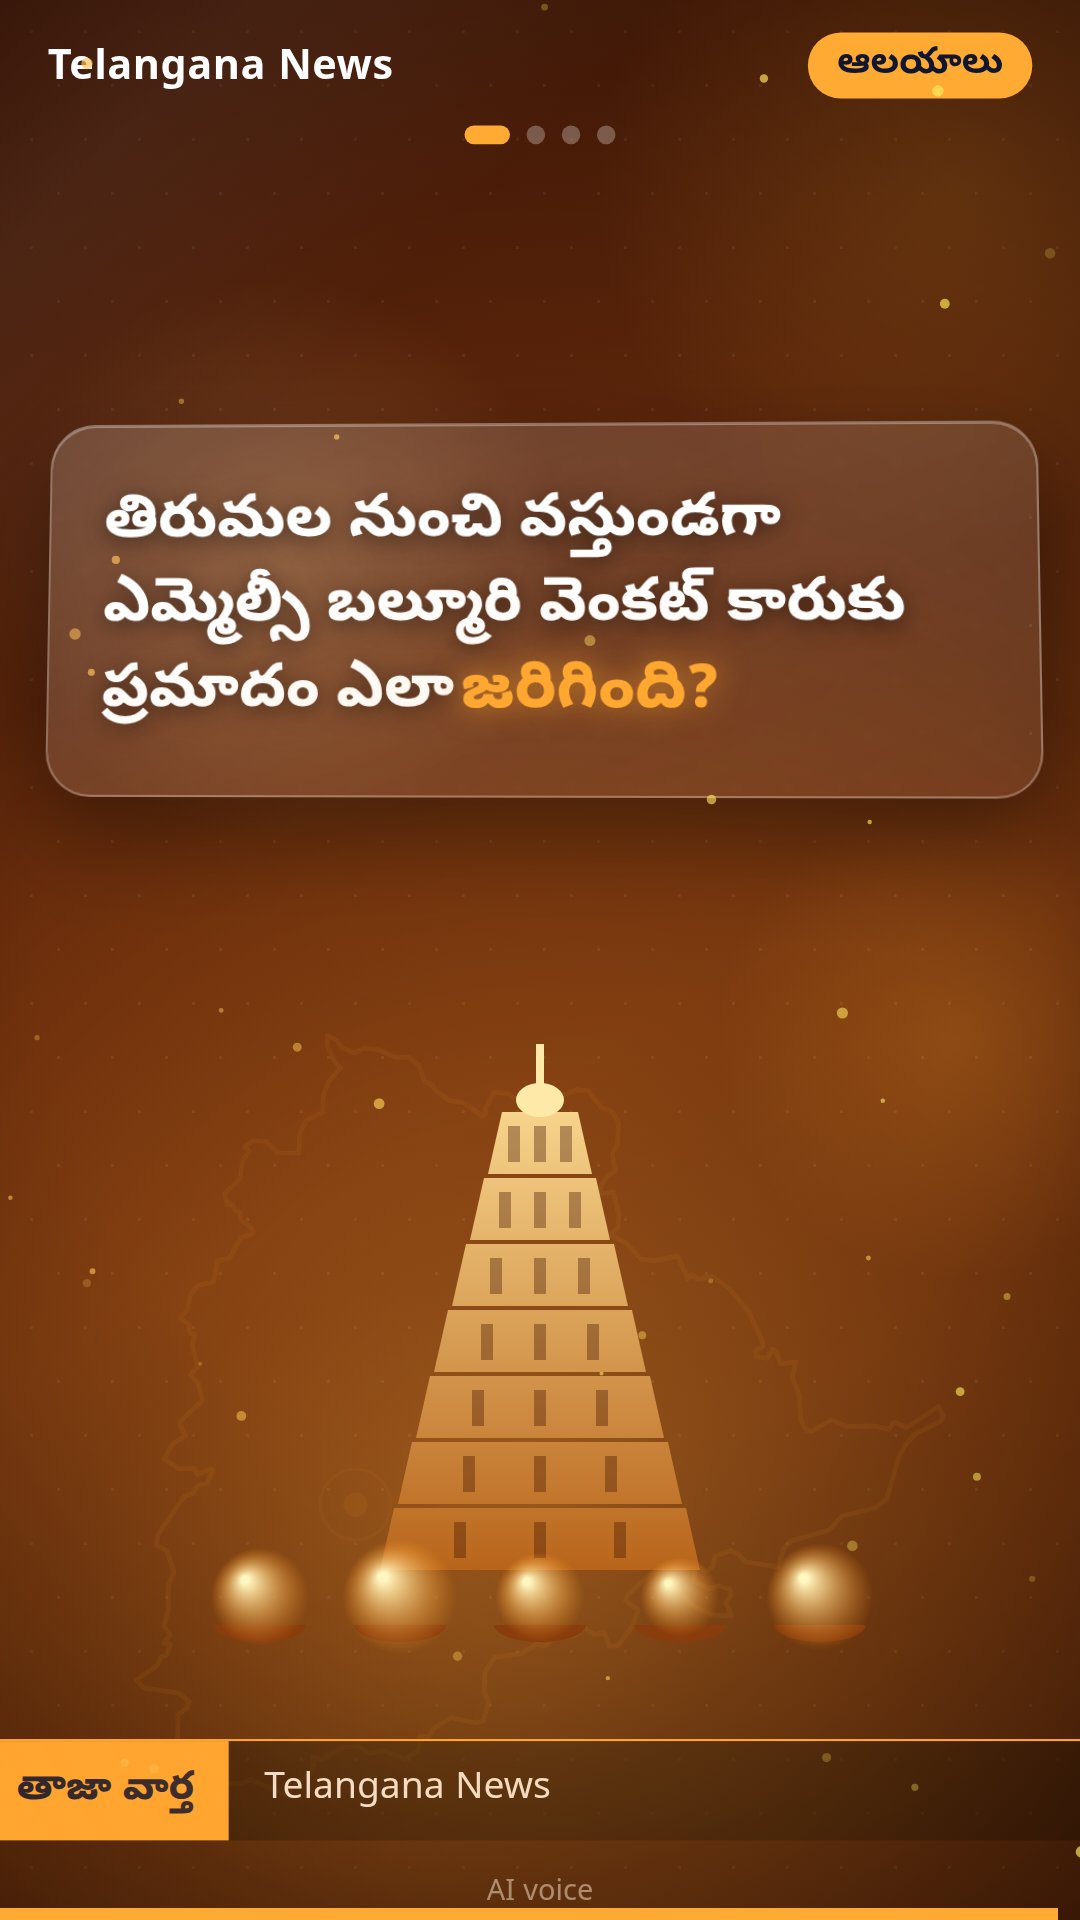 Telangana News
ఆలయాలు
తిరుమల నుంచి వస్తుండగా
ఎమ్మెల్సీ బల్మూరి వెంకట్ కారుకు
ప్రమాదం ఎలా జరిగింది?
తాజా వార్త
Telangana News
AI voice